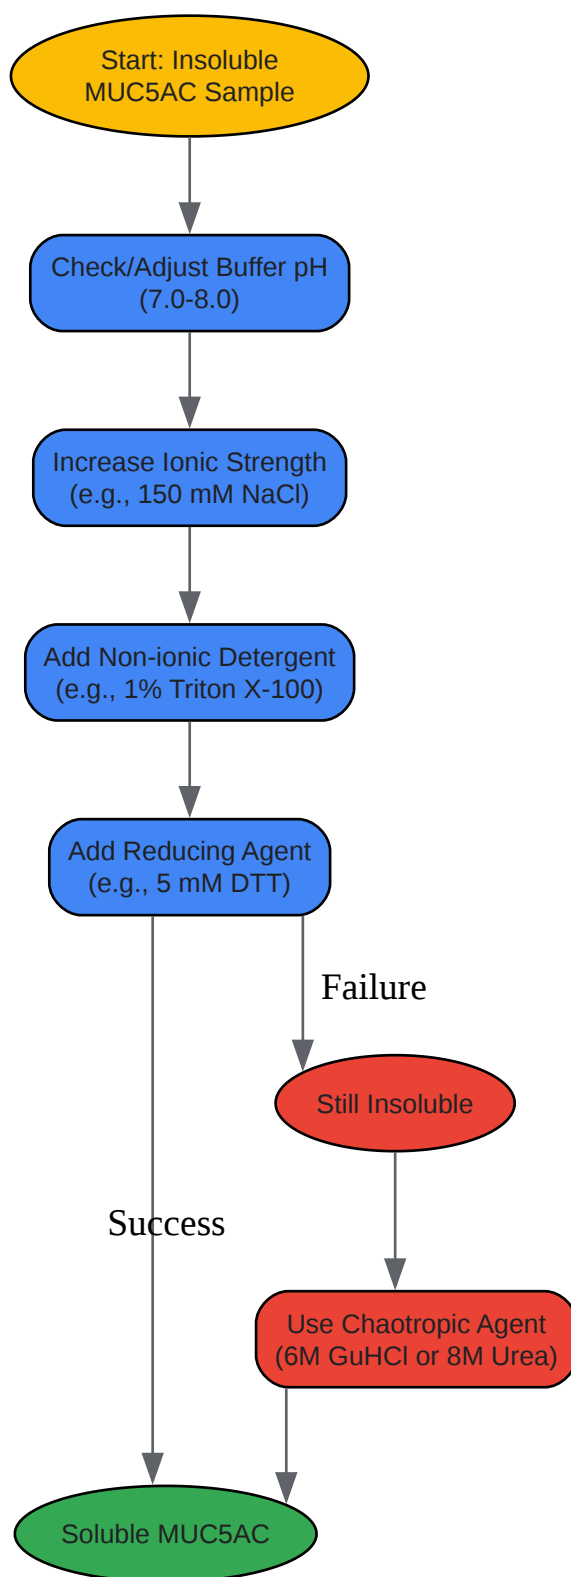 Start: Insoluble
MUC5AC Sample
Check/Adjust Buffer pH
(7.0-8.0)
Increase Ionic Strength
(e.g., 150 mM NaCl)
Add Non-ionic Detergent
(e.g., 1% Triton X-100)
Add Reducing Agent
(e.g., 5 mM DTT)
Failure
Still Insoluble
Success
Use Chaotropic Agent
(6M GuHCl or 8M Urea)
Soluble MUC5AC